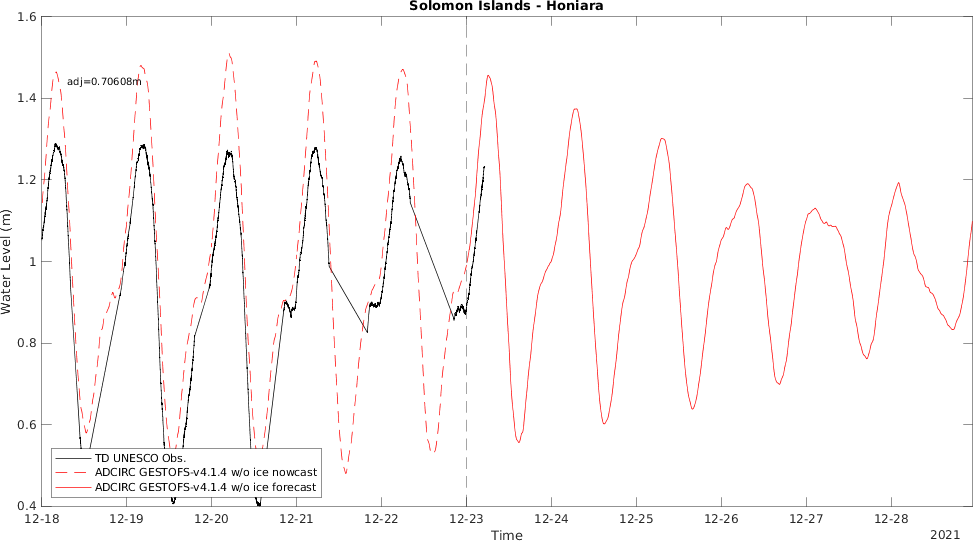 Solomon Islands - Honiara
1.6
1.4
1.2
1
0.8
0.6
0.4
Water Level (m)
adj=0.70608m
TD UNESCO Obs.
ADCIRC GESTOFS-v4.1.4 w/o ice nowcast
ADCIRC GESTOFS-v4.1.4 w/o ice forecast
12-18 12-19 12-20 12-21 12-22 12-23 12-24 12-25 12-26 12-27 12-28
Time
2021